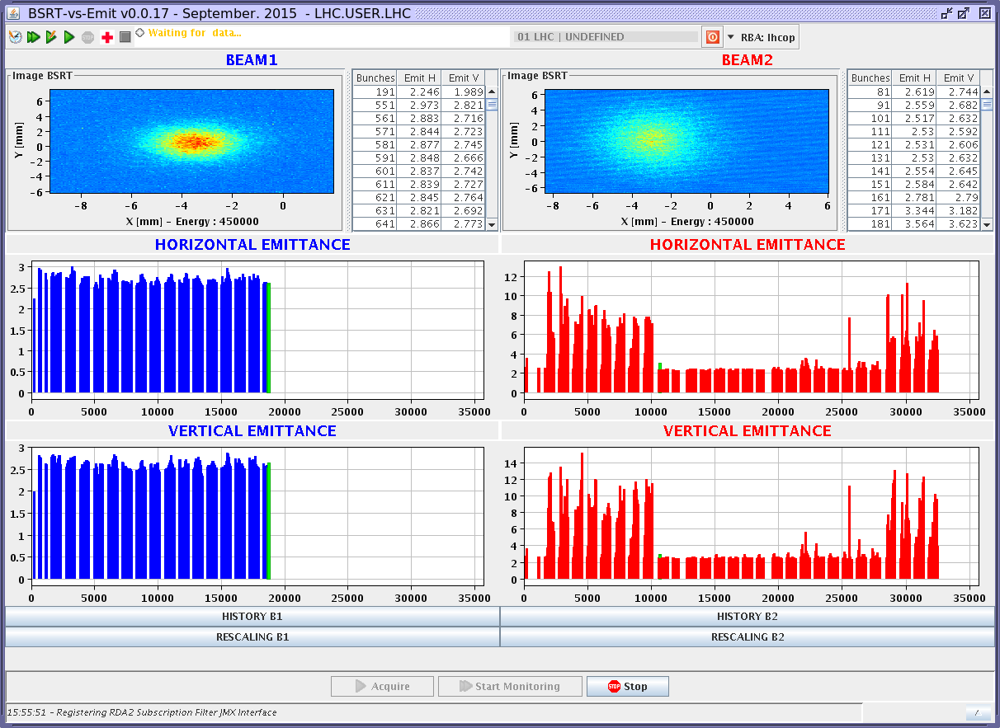 BSRT-vs-Emit v0.0.17 - September. 2015 - LHC.USER.LHC
Waiting for data...
01 LHC | UNDEFINED
RBA: lhcop
BEAM1
BEAM2
Image BSRT
6
4
2
0
-2
-4
-6
Y [mm]
-8 -6 -4 -2 0
X [mm] - Energy : 450000
Bunches Emit H Emit V
191 2.246 1.989
551 2.973 2.821
561 2.883 2.716
571 2.844 2.723
581 2.877 2.745
591 2.848 2.666
601 2.837 2.742
611 2.839 2.727
621 2.845 2.764
631 2.821 2.692
641 2.866 2.773
Image BSRT
6
4
2
0
-2
-4
-6
Y [mm]
-8 -6 -4 -2 0 2 4 6
X [mm] - Energy : 450000
Bunches Emit H Emit V
81 2.619 2.744
91 2.559 2.682
101 2.517 2.632
111 2.53 2.592
121 2.531 2.606
131 2.53 2.632
141 2.554 2.645
151 2.584 2.642
161 2.781 2.79
171 3.344 3.182
181 3.564 3.623
HORIZONTAL EMITTANCE
3
2.5
2
1.5
1
0.5
0
0 5000 10000 15000 20000 25000 30000 35000
HORIZONTAL EMITTANCE
12
10
8
6
4
2
0
0 5000 10000 15000 20000 25000 30000 35000
VERTICAL EMITTANCE
3
2.5
2
1.5
1
0.5
0
0 5000 10000 15000 20000 25000 30000 35000
VERTICAL EMITTANCE
14
12
10
8
6
4
2
0
0 5000 10000 15000 20000 25000 30000 35000
HISTORY B1
HISTORY B2
RESCALING B1
RESCALING B2
Acquire
Start Monitoring
STOP Stop
15:55:51 - Registering RDA2 Subscription Filter JMX Interface
/